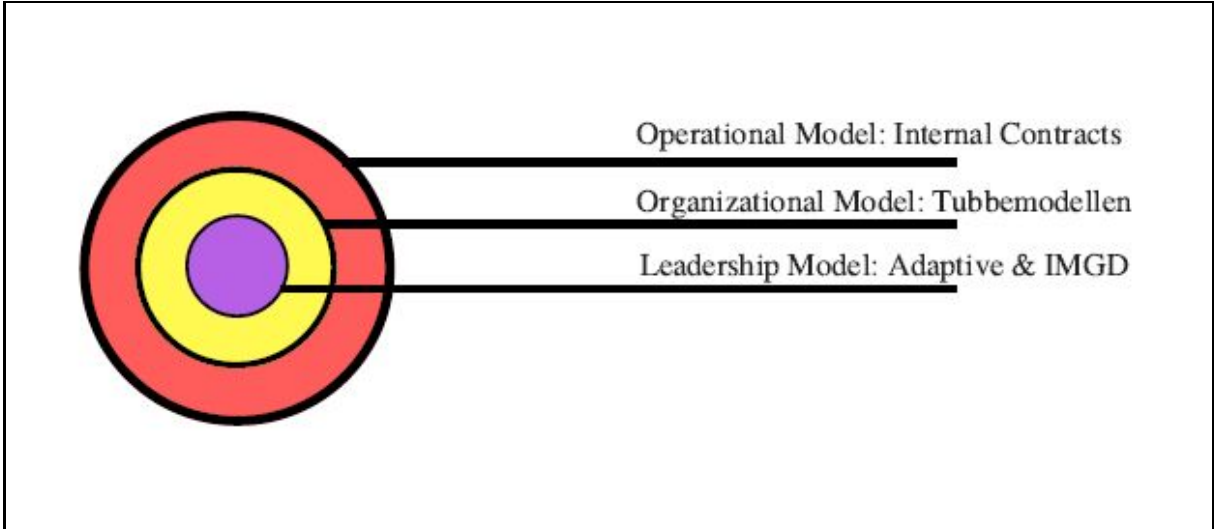 Operational Model: Internal Contracts
Organizational Model: Tubbemodellen
Leadership Model: Adaptive & IMGD